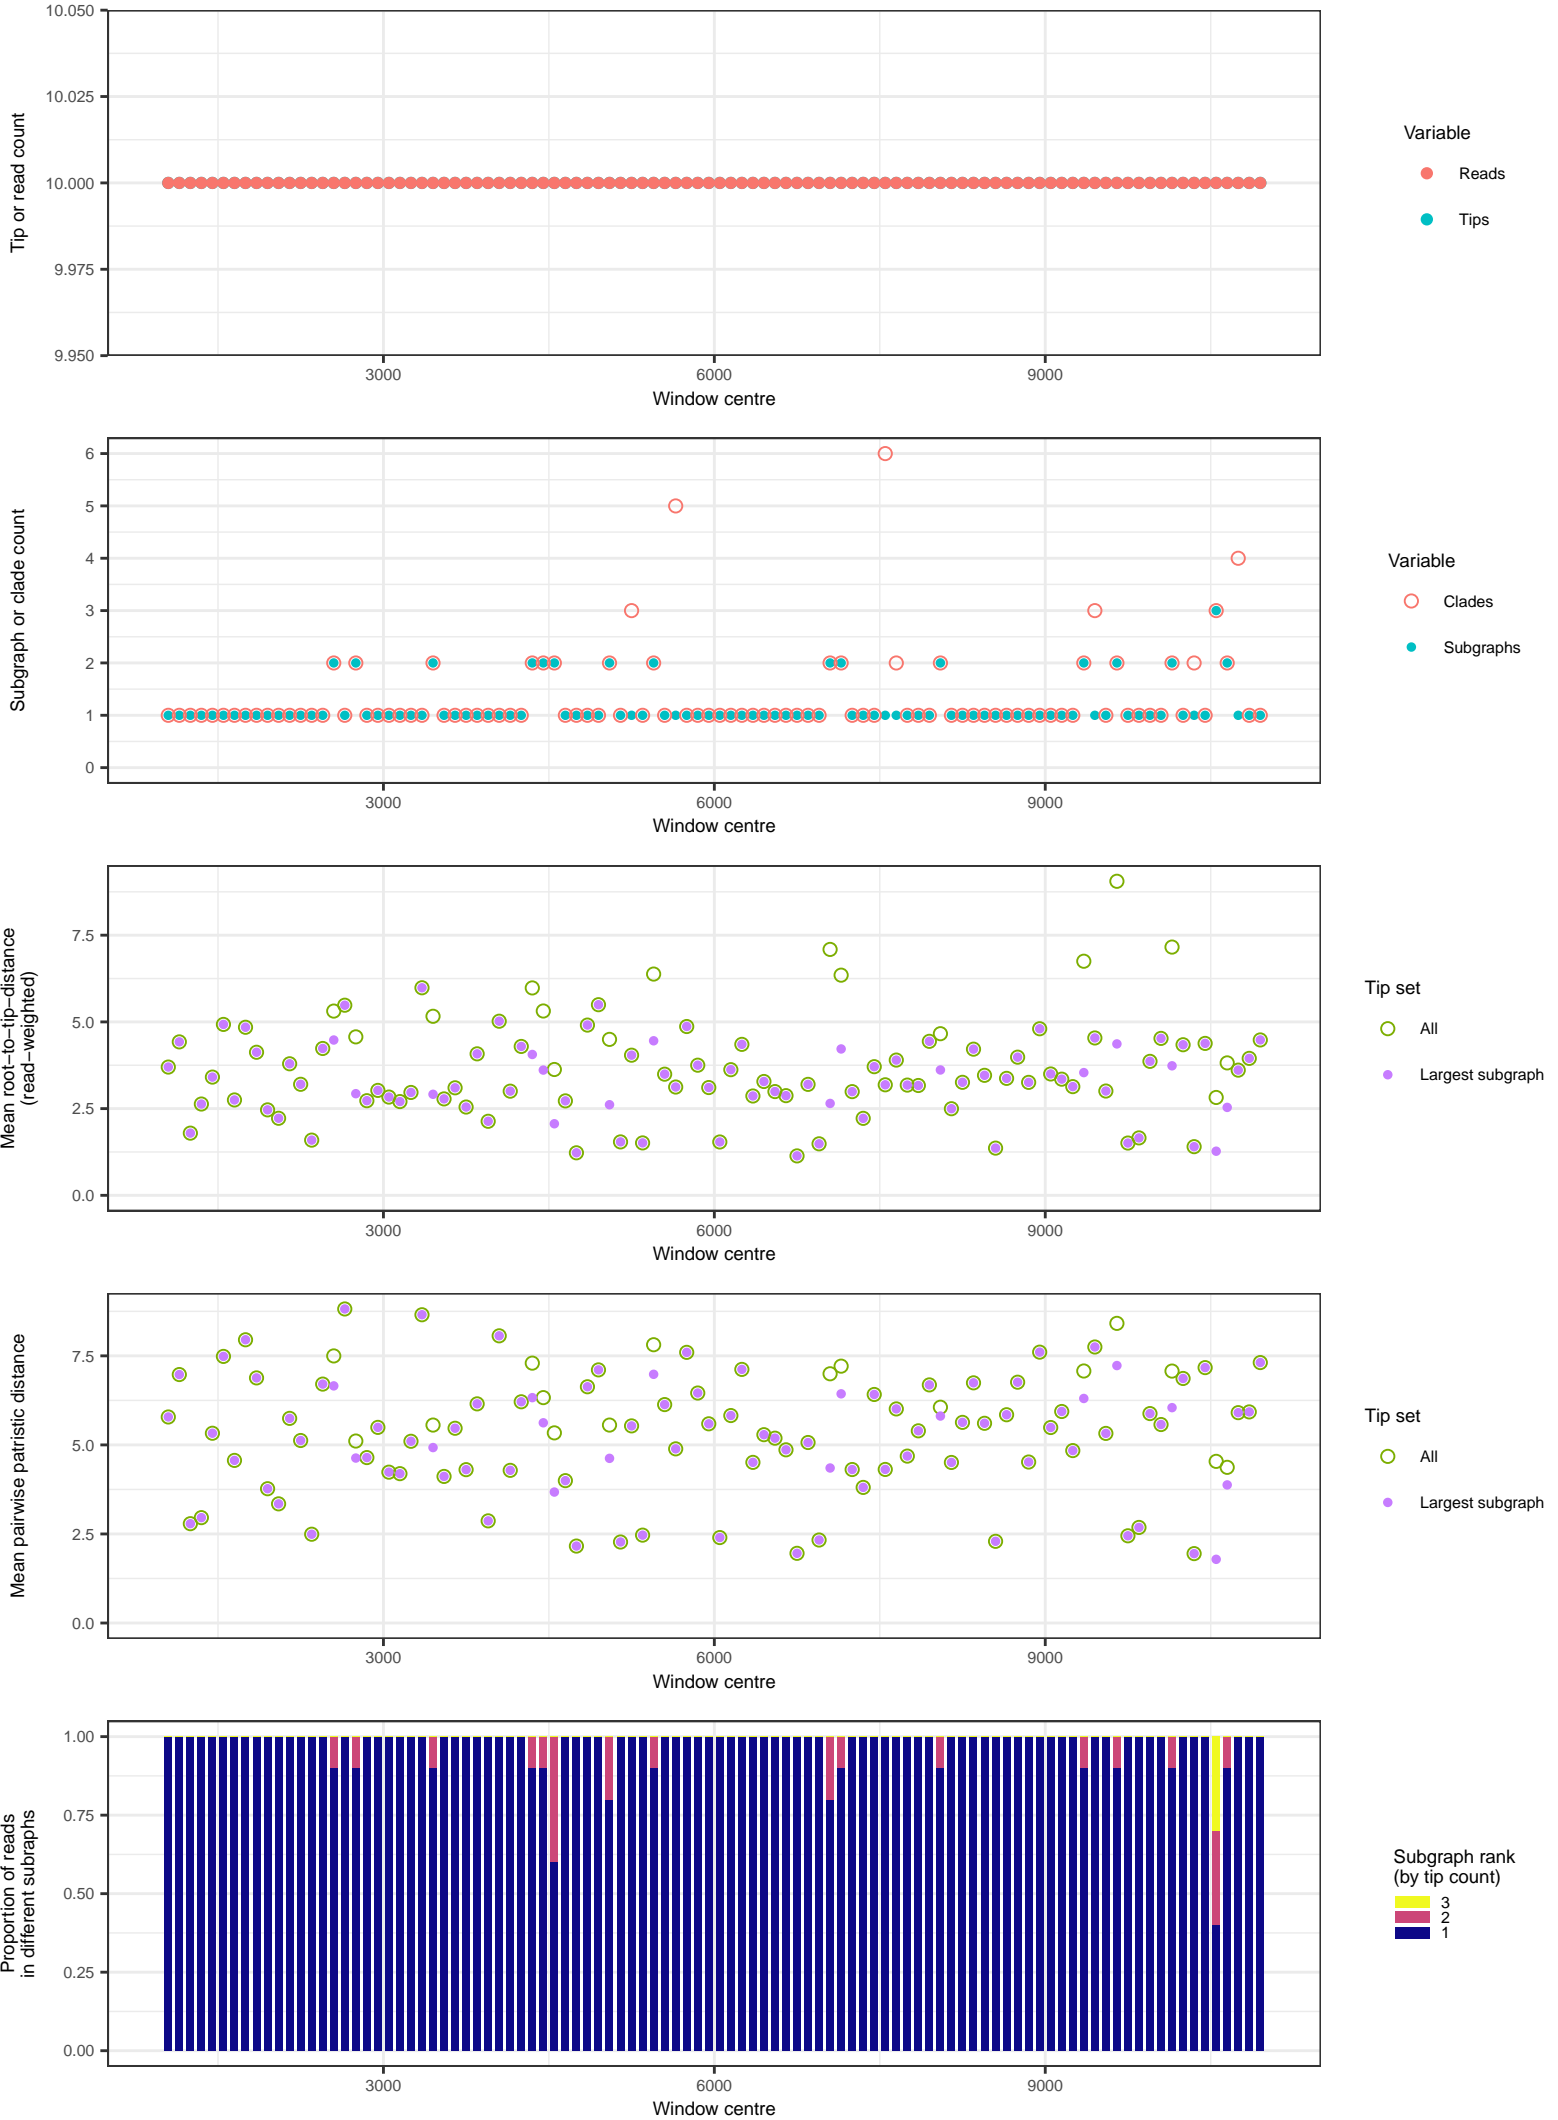 10.050
10.025
10.000
9.975
9.950
Tip or read count
3000
6000
9000
Window centre
Variable
Reads
Tips
6
5
4
3
2
1
0
Subgraph or clade count
3000
6000
9000
Window centre
Variable
Clades
Subgraphs
7.5
5.0
2.5
0.0
Mean root−to−tip−distance
(read−weighted)
3000
6000
9000
Window centre
Tip set
All
Largest subgraph
7.5
5.0
2.5
0.0
Mean pairwise patristic distance
3000
6000
9000
Window centre
Tip set
All
Largest subgraph
1.00
0.75
0.50
0.25
0.00
Proportion of reads
in different subraphs
3000
6000
9000
Window centre
Subgraph rank
(by tip count)
3
2
1